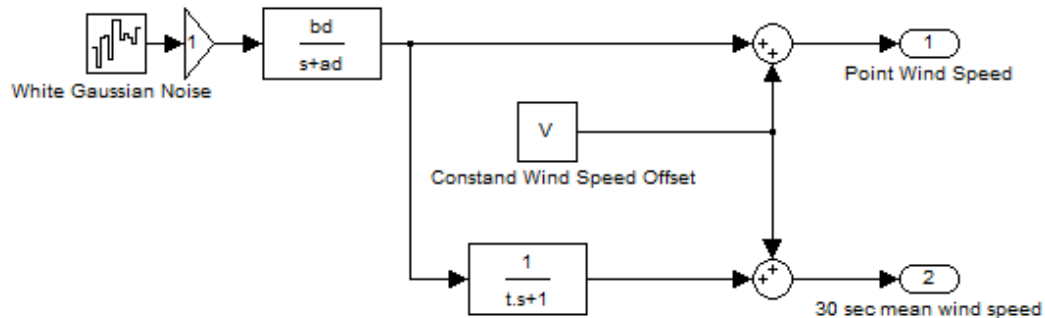 1
bd
s+ad
White Gaussian Noise
1
Point Wind Speed
V
Constand Wind Speed Offset
1
t.s+1
2
30 sec mean wind speed